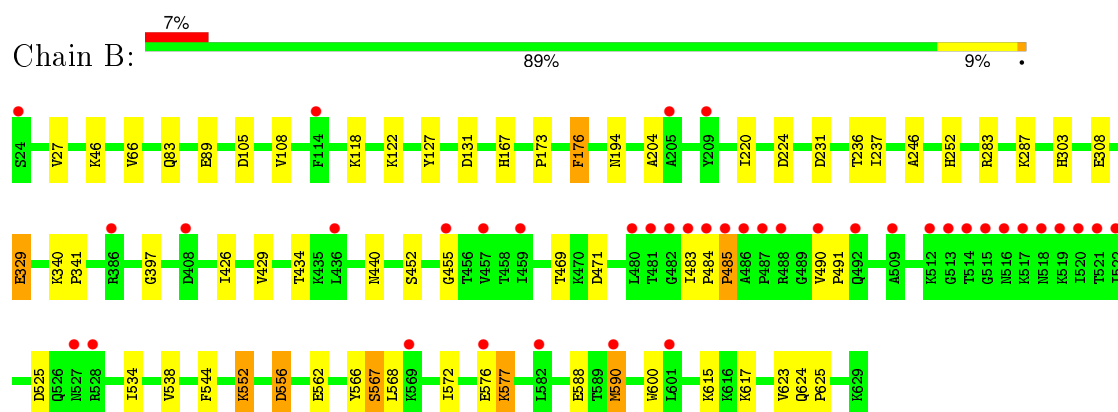 7%
Chain B:
89% 9% •
S24 V27 K46 V66 Q83 E89 D105 V108 F114 K118 K122 Y127 D131 H167 P173 F176 N194 A204 A205 Y209 I220 D224 D231 T236 I237 A246 H252 R283 K287 H303 E308
E329 K340 P341 R386 G397 D408 I426 V429 T434 K435 L436 N440 S452 G455 T456 V457 T458 I459 T469 K470 D471 L480 T481 G482 I483 P484 P485 A486 P487 R488 G489 V490 P491 Q492 A509 K512 G513 T514 G515 N516 K517 N518 K519 I520 T521
D525 Q526 N527 R528 I534 V538 F544 K552 D556 E562 Y566 S567 L568 K569 I572 E576 K577 L582 E588 T589 M590 W600 L601 K615 K616 K617 V623 Q624 P625 K629